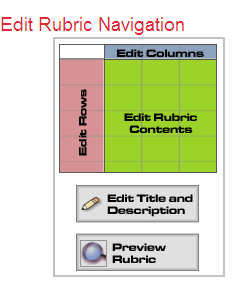 Edit Rubric Navigation
Edit Columns
Edit Rows
Edit Rubric
Contents
Edit Title and
Description
Preview
Rubric